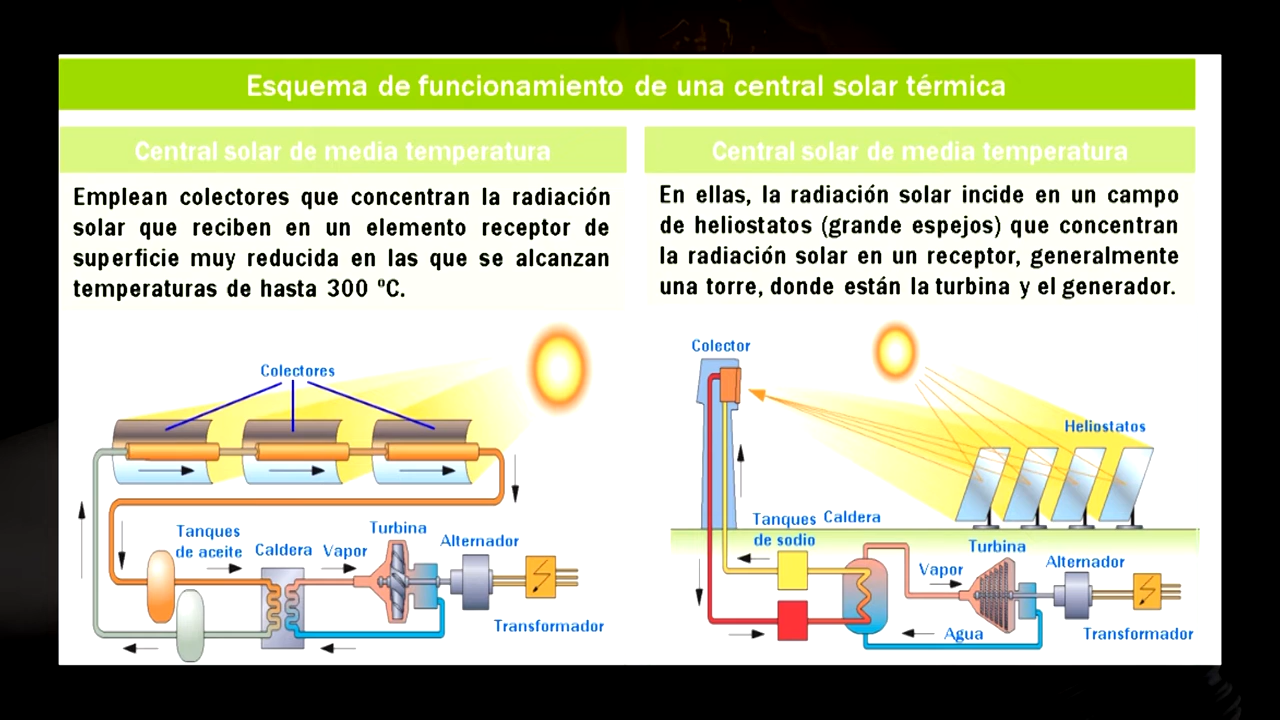 Esquema de funcionamiento de una central solar térmica
Central solar de media temperatura
Emplean colectores que concentran la radiación
solar que reciben en un elemento receptor de
superficie muy reducida en las que se alcanzan
temperaturas de hasta 300 ºC.
Colectores
Tanques
de aceite
Caldera
Vapor
Turbina
Alternador
Transformador
Central solar de media temperatura
En ellas, la radiación solar incide en un campo
de heliostatos (grande espejos) que concentran
la radiación solar en un receptor, generalmente
una torre, donde están la turbina y el generador.
Colector
Heliostatos
Tanques
de sodio
Caldera
Vapor
Turbina
Alternador
Agua
Transformador